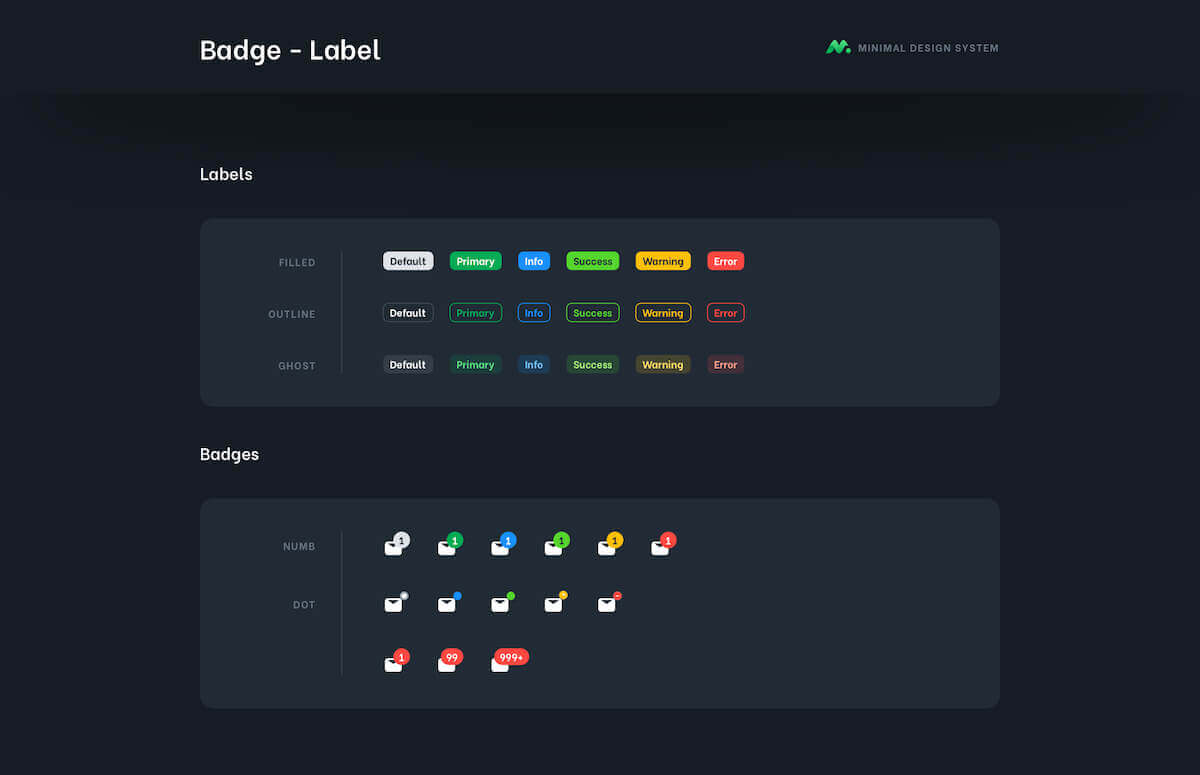 Badge - Label
MINIMAL DESIGN SYSTEM
Labels
FILLED Default Primary Info Success Warning Error
OUTLINE Default Primary Info Success Warning Error
GHOST Default Primary Info Success Warning Error
Badges
NUMB 1 1 1 1 1 1
DOT
1 99 999+